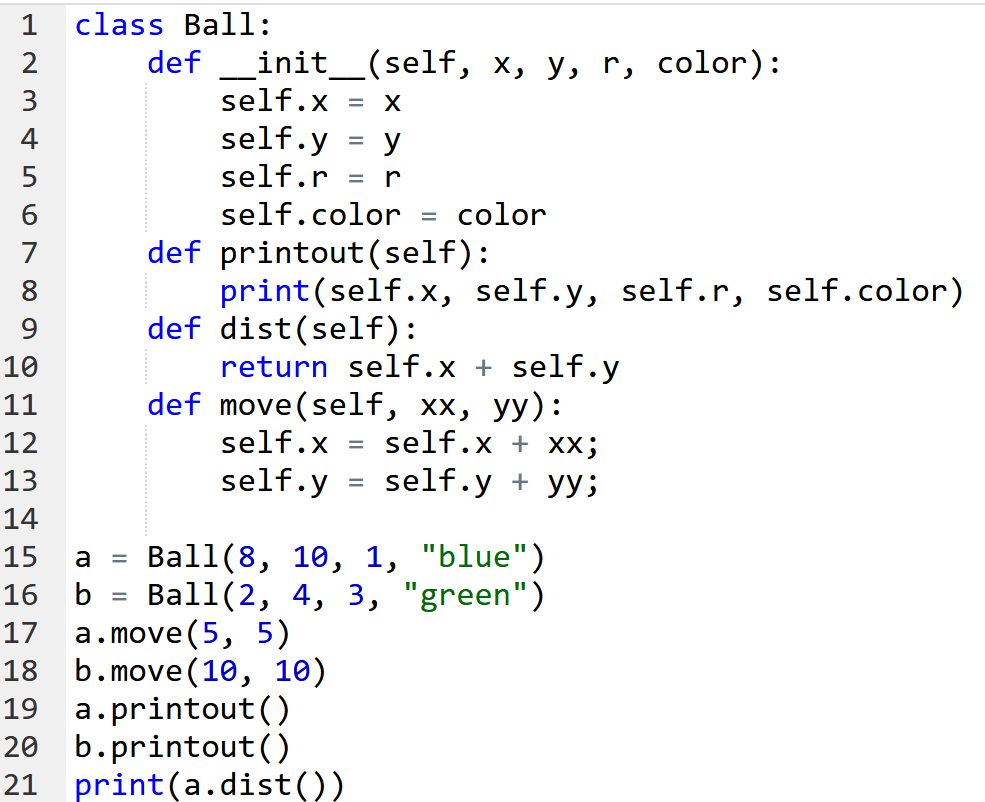 1 class Ball:
2     def __init__(self, x, y, r, color):
3         self.x = x
4         self.y = y
5         self.r = r
6         self.color = color
7     def printout(self):
8         print(self.x, self.y, self.r, self.color)
9     def dist(self):
10         return self.x + self.y
11     def move(self, xx, yy):
12         self.x = self.x + xx;
13         self.y = self.y + yy;
14
15 a = Ball(8, 10, 1, "blue")
16 b = Ball(2, 4, 3, "green")
17 a.move(5, 5)
18 b.move(10, 10)
19 a.printout()
20 b.printout()
21 print(a.dist())